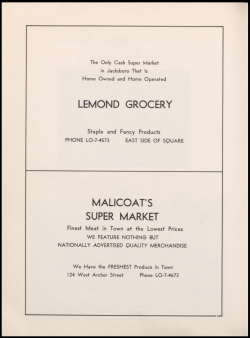 The Only Cash Super Market
in Jacksboro That Is
Home Owned and Home Operated
LEMOND GROCERY
Staple and Fancy Products
PHONE LO-7-4673 EAST SIDE OF SQUARE
MALICOAT'S
SUPER MARKET
Finest Meat in Town at the Lowest Prices
WE FEATURE NOTHING BUT
NATIONALLY ADVERTISED QUALITY MERCHANDISE
We Have the FRESHEST Produce in Town
124 West Archer Street Phone LO-7-4673